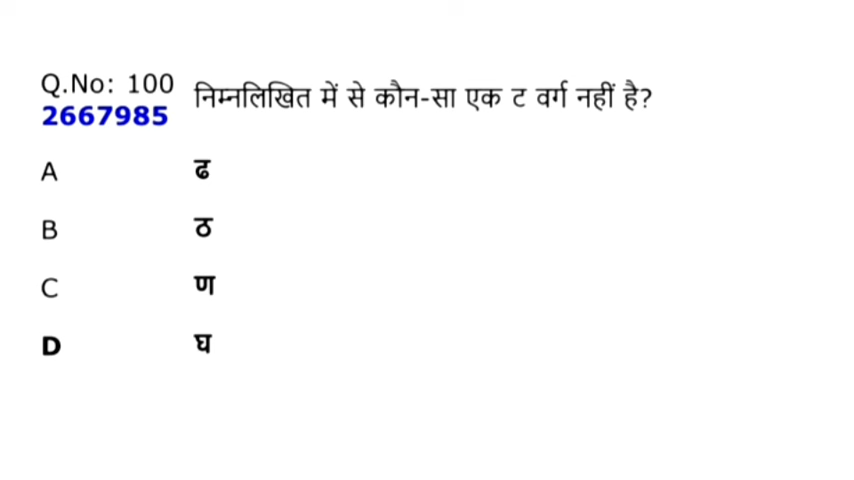 Q.No: 100
2667985 निम्नलिखित में से कौन-सा एक ट वर्ग नहीं है?
A ढ
B ठ
C ण
D घ